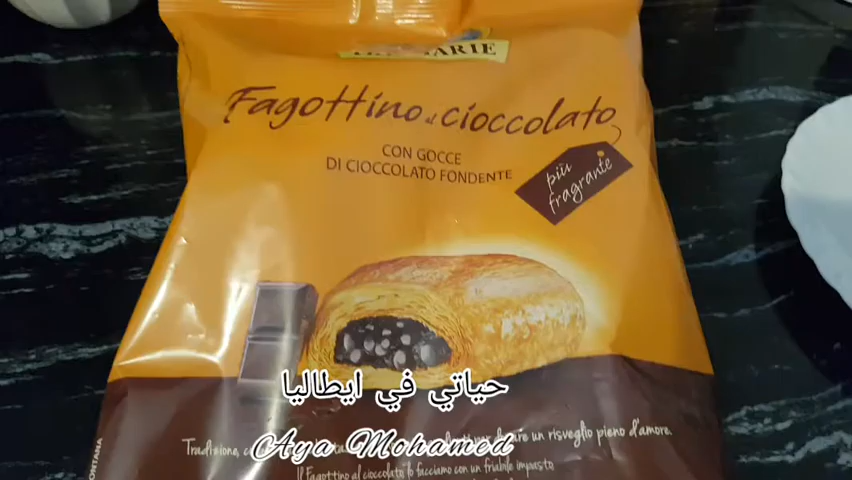 Fagottino al cioccolato
CON GOCCE
DI CIOCCOLATO FONDENTE
più
fragrante
حياتي في ايطاليا
Tradizione, un risveglio pieno d'amore.
Aya Mohamed
Il Fagottino al cioccolato lo facciamo con un friabile impasto